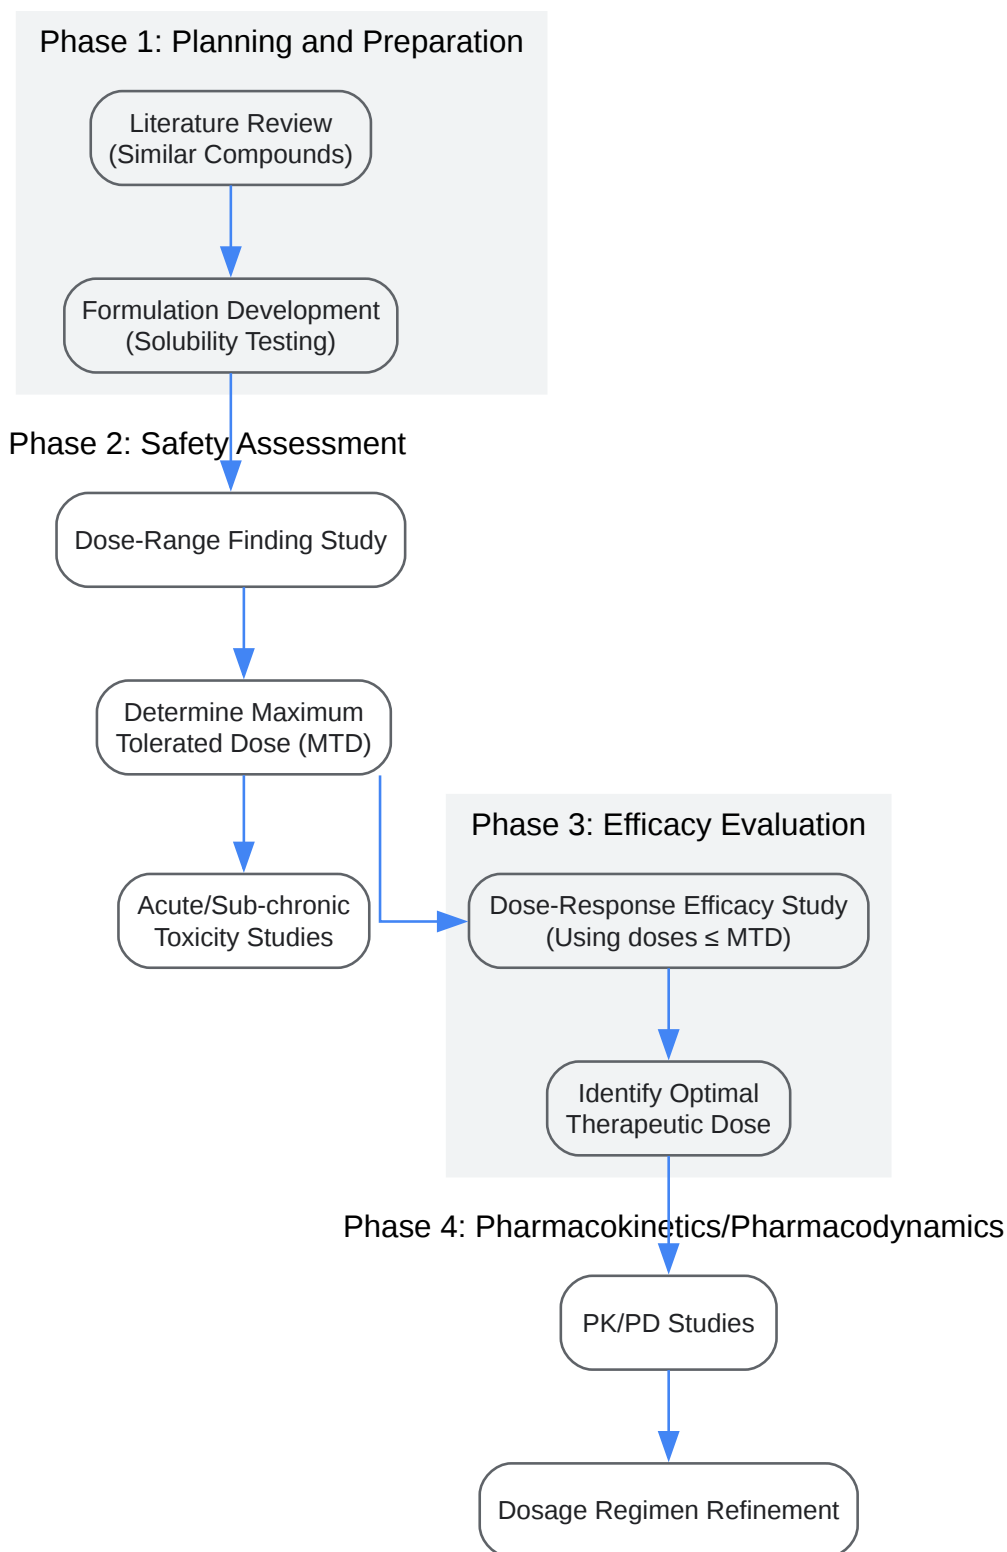 Phase 1: Planning and Preparation
Literature Review
(Similar Compounds)
Formulation Development
(Solubility Testing)
Phase 2: Safety Assessment
Dose-Range Finding Study
Determine Maximum
Tolerated Dose (MTD)
Acute/Sub-chronic
Toxicity Studies
Phase 3: Efficacy Evaluation
Dose-Response Efficacy Study
(Using doses ≤ MTD)
Identify Optimal
Therapeutic Dose
Phase 4: Pharmacokinetics/Pharmacodynamics
PK/PD Studies
Dosage Regimen Refinement